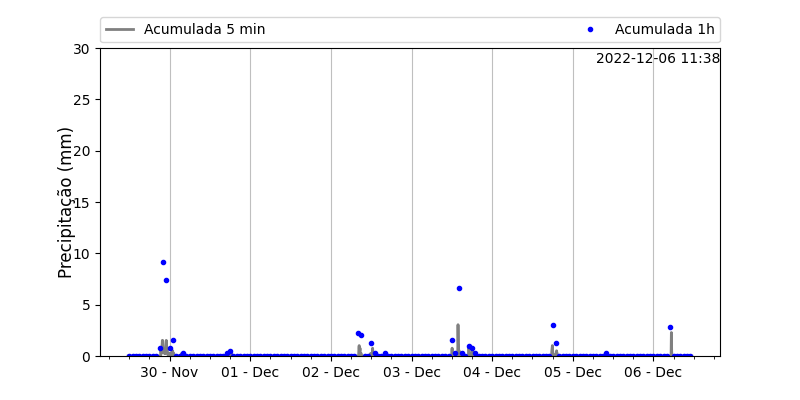 Acumulada 5 min
Acumulada 1h
2022-12-06 11:38
Precipitação (mm)
30
25
20
15
10
5
0
30 - Nov
01 - Dec
02 - Dec
03 - Dec
04 - Dec
05 - Dec
06 - Dec